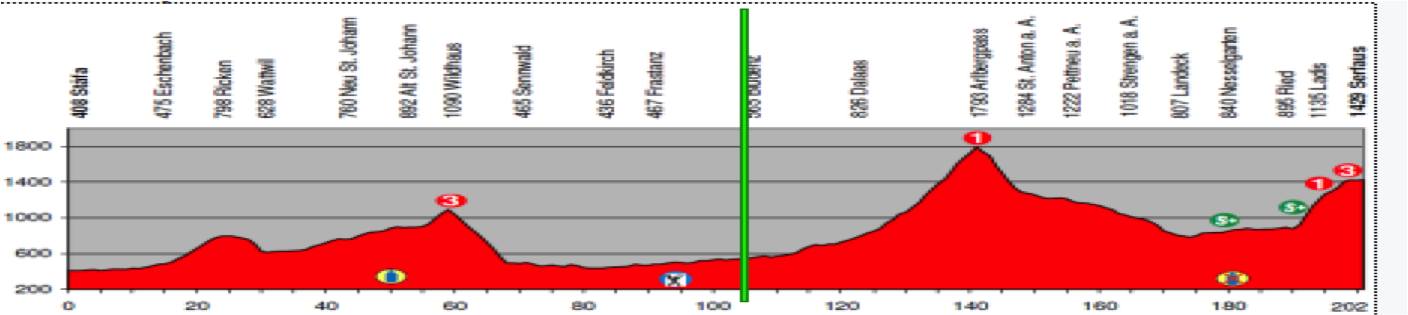 408 Stäfa
475 Eschenbach
798 Ricken
628 Wattwil
760 Neu St. Johann
892 Alt St. Johann
1090 Wildhaus
465 Sennwald
436 Feldkirch
467 Frastanz
Bludenz
826 Dalaas
1793 Arlbergpass
1284 St. Anton a. A.
1222 Pettneu a. A.
1018 Strengen a. A.
807 Landeck
840 Nesselgarten
895 Ried
1135 Ladis
1429 Serfaus
1800
1400
1000
600
200
3
1
S+
S+
1
3
0 20 40 60 80 100 120 140 160 180 202